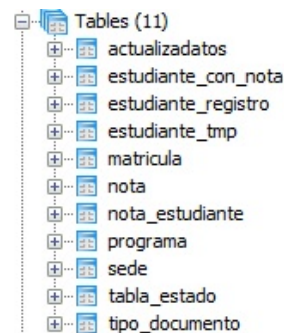 Tables (11)
actualizadatos
estudiante_con_nota
estudiante_registro
estudiante_tmp
matricula
nota
nota_estudiante
programa
sede
tabla_estado
tipo_documento